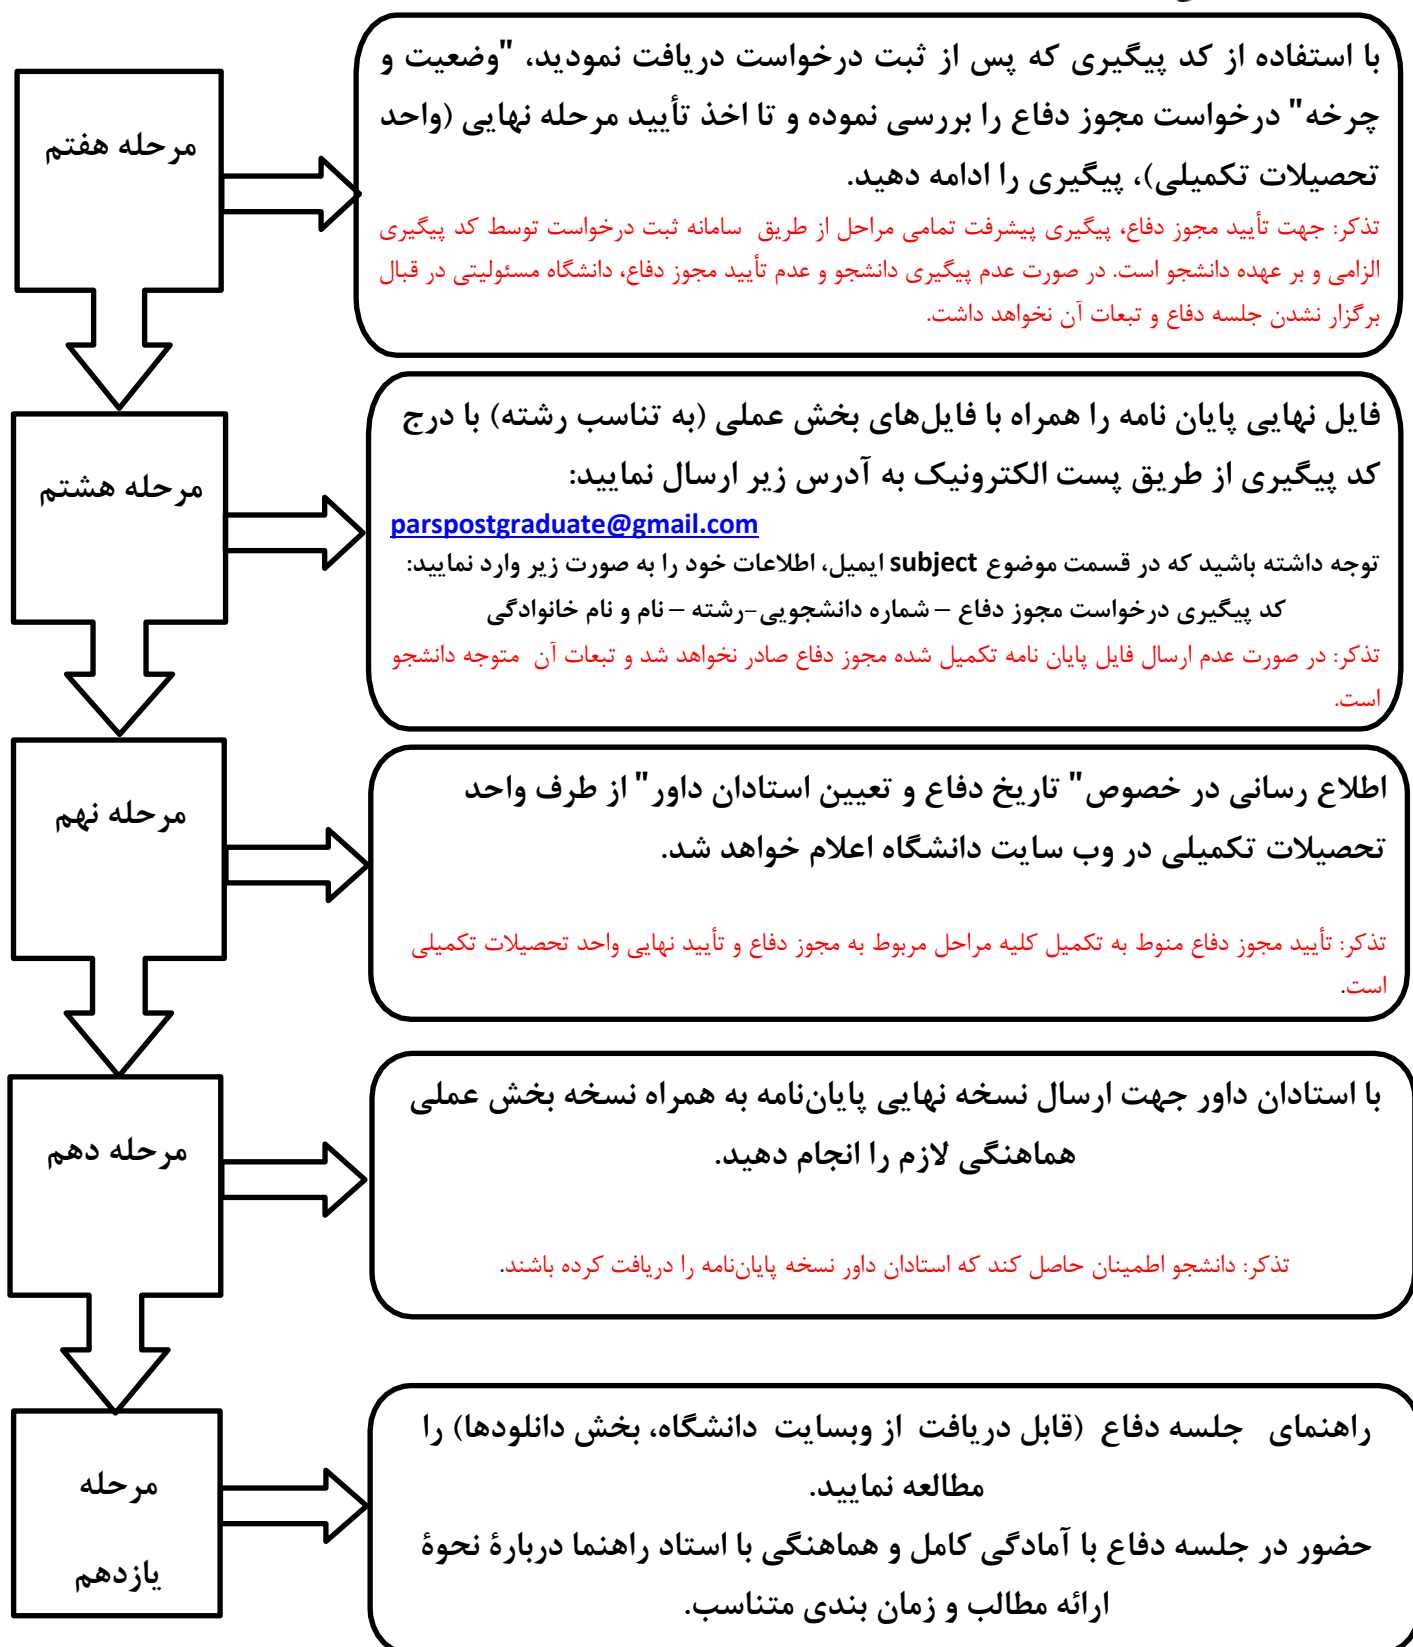 مرحله هفتم
با استفاده از کد پیگیری که پس از ثبت درخواست دریافت نمودید، "وضعیت و
چرخه" درخواست مجوز دفاع را بررسی نموده و تا اخذ تأیید مرحله نهایی (واحد
تحصیلات تکمیلی)، پیگیری را ادامه دهید.
تذکر: جهت تأیید مجوز دفاع، پیگیری پیشرفت تمامی مراحل از طریق سامانه ثبت درخواست توسط کد پیگیری
الزامی و بر عهده دانشجو است. در صورت عدم پیگیری دانشجو و عدم تأیید مجوز دفاع، دانشگاه مسئولیتی در قبال
برگزار نشدن جلسه دفاع و تبعات آن نخواهد داشت.
مرحله هشتم
فایل نهایی پایان نامه را همراه با فایل‌های بخش عملی (به تناسب رشته) با درج
کد پیگیری از طریق پست الکترونیک به آدرس زیر ارسال نمایید:
parspostgraduate@gmail.com
توجه داشته باشید که در قسمت موضوع subject ایمیل، اطلاعات خود را به صورت زیر وارد نمایید:
کد پیگیری درخواست مجوز دفاع – شماره دانشجویی-رشته – نام و نام خانوادگی
تذکر: در صورت عدم ارسال فایل پایان نامه تکمیل شده مجوز دفاع صادر نخواهد شد و تبعات آن متوجه دانشجو
است.
مرحله نهم
اطلاع رسانی در خصوص" تاریخ دفاع و تعیین استادان داور" از طرف واحد
تحصیلات تکمیلی در وب سایت دانشگاه اعلام خواهد شد.
تذکر: تأیید مجوز دفاع منوط به تکمیل کلیه مراحل مربوط به مجوز دفاع و تأیید نهایی واحد تحصیلات تکمیلی
است.
مرحله دهم
با استادان داور جهت ارسال نسخه نهایی پایان‌نامه به همراه نسخه بخش عملی
هماهنگی لازم را انجام دهید.
تذکر: دانشجو اطمینان حاصل کند که استادان داور نسخه پایان‌نامه را دریافت کرده باشند.
مرحله
یازدهم
راهنمای جلسه دفاع (قابل دریافت از وبسایت دانشگاه، بخش دانلودها) را
مطالعه نمایید.
حضور در جلسه دفاع با آمادگی کامل و هماهنگی با استاد راهنما دربارۀ نحوۀ
ارائه مطالب و زمان بندی متناسب.